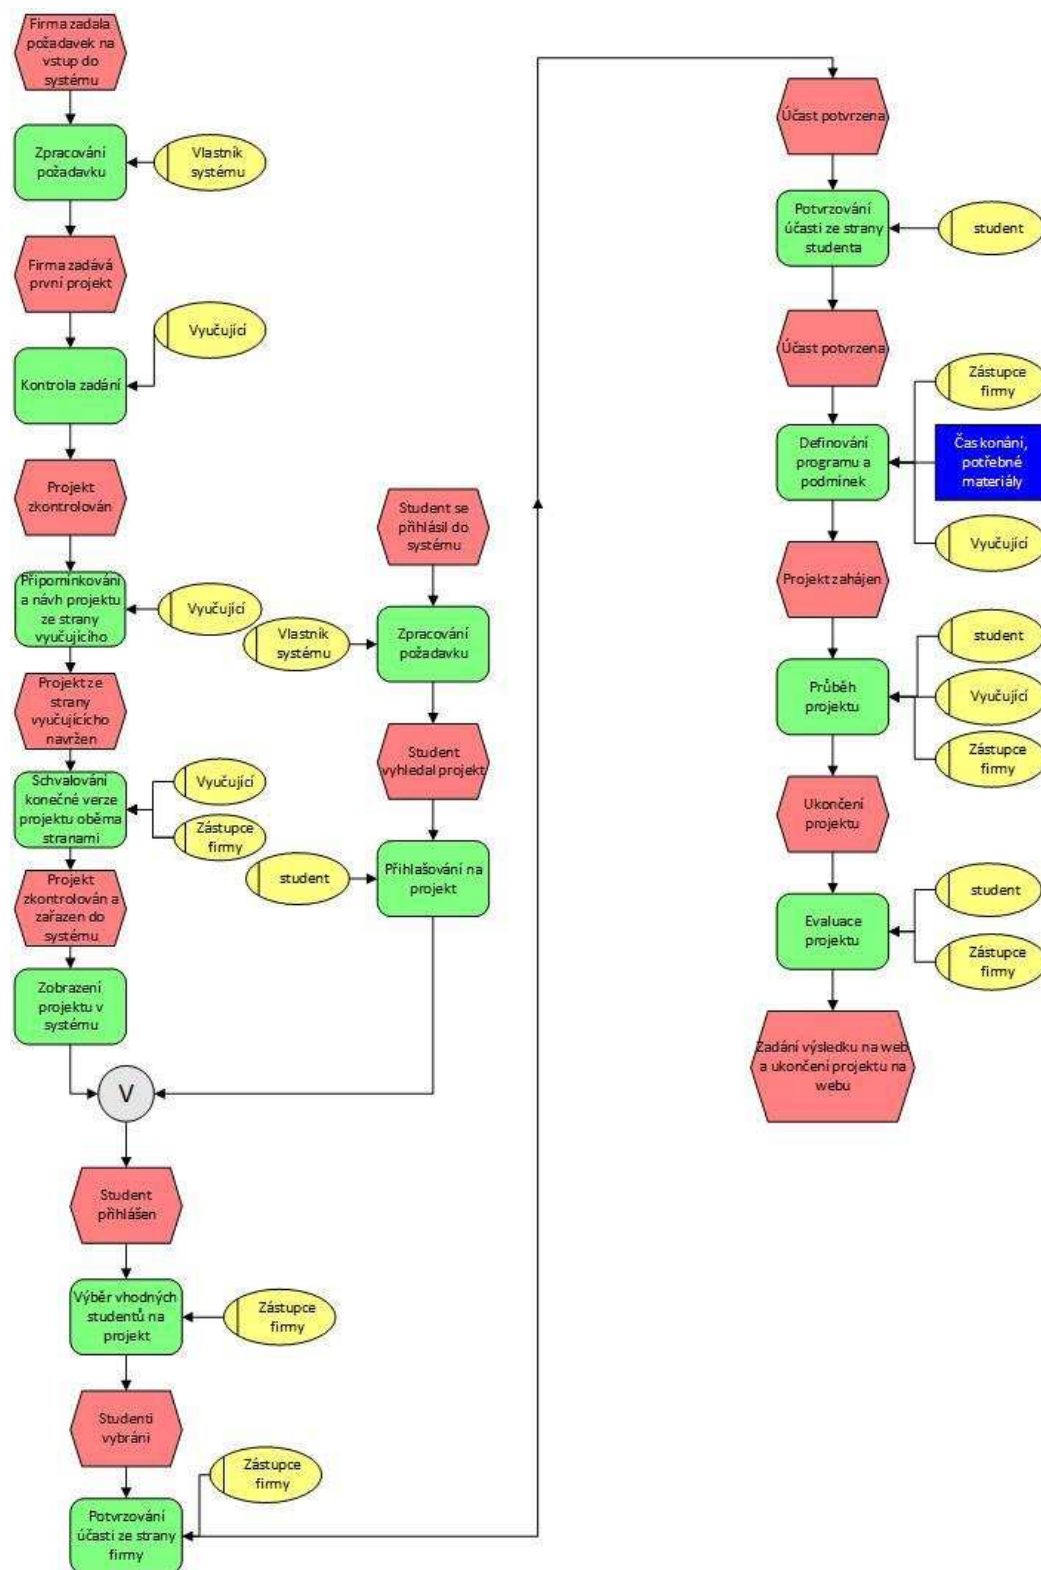 Firma zadala
požadavek na
vstup do
systému
Zpracování
požadavku
Vlastník
systému
Firma zadává
první projekt
Vyučující
Kontrola zadání
Projekt
zkontrolován
Připomínkování
a návh projektu
ze strany
vyučujícího
Vyučující
Projekt ze
strany
vyučujícícho
navržen
Schvalování
konečné verze
projektu oběma
stranami
Vyučující
Zástupce
firmy
Projekt
zkontrolován a
zařazen do
systému
Zobrazení
projektu v
systému
Student se
přihlásil do
systému
Vlastník
systému
Zpracování
požadavku
Student
vyhledal projekt
student
Přihlašování na
projekt
V
Student
přihlášen
Výběr vhodných
studentů na
projekt
Zástupce
firmy
Studenti
vybráni
Zástupce
firmy
Potvrzování
účasti ze strany
firmy
Účast potvrzena
Potvrzování
účasti ze strany
studenta
student
Účast potvrzena
Zástupce
firmy
Definování
programu a
podmínek
Čas konání,
potřebné
materiály
Vyučující
Projekt zahájen
student
Průběh
projektu
Vyučující
Zástupce
firmy
Ukončení
projektu
student
Evaluace
projektu
Zástupce
firmy
Zadání výsledku na web
a ukončení projektu na
webu